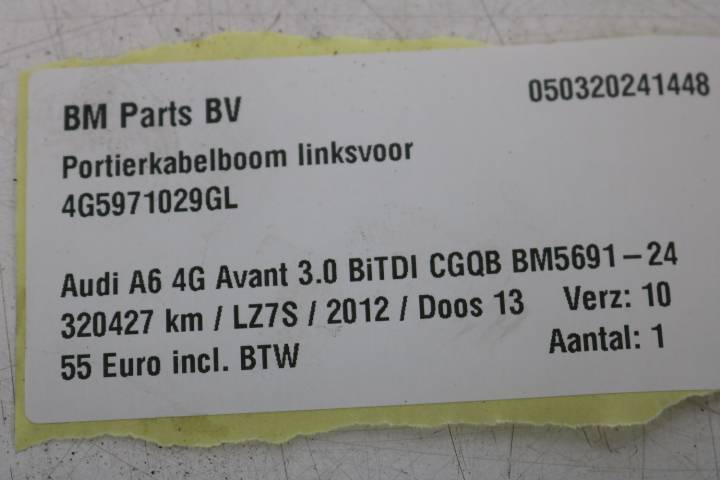 BM Parts BV 050320241448
Portierkabelboom linksvoor
4G5971029GL
Audi A6 4G Avant 3.0 BiTDI CGQB BM5691-24
320427 km / LZ7S / 2012 / Doos 13 Verz: 10
55 Euro incl. BTW Aantal: 1